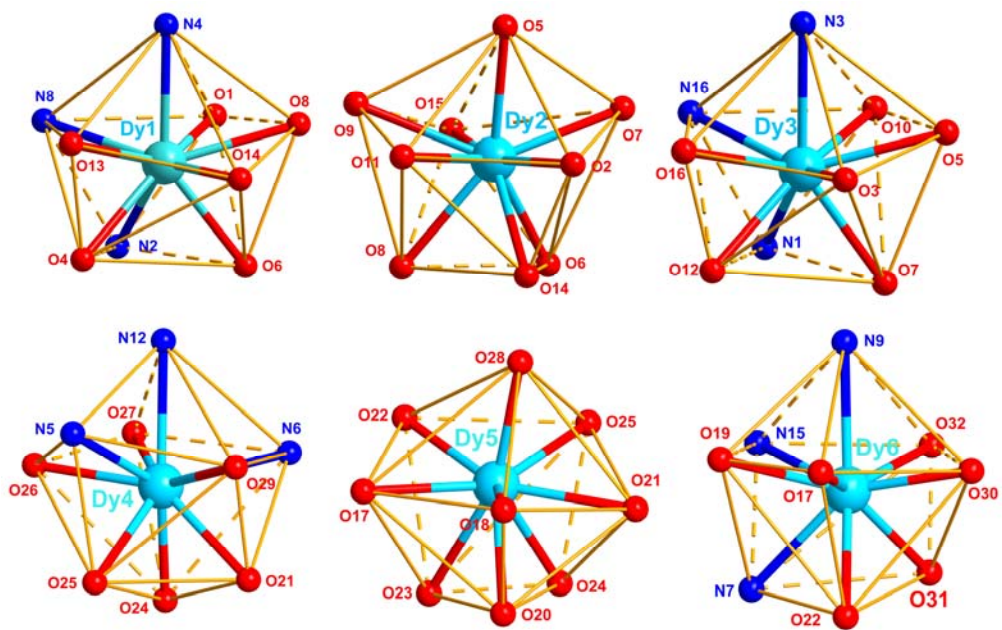 N4
N8
O1
O8
Dy1
O13
O14
O4
N2
O6
O5
O9
O15
Dy2
O7
O11
O2
O8
O6
O14
N3
N16
O10
Dy3
O5
O16
O3
O12
N1
O7
N12
N5
O27
N6
O26
Dy4
O29
O25
O24
O21
O28
O22
O25
Dy5
O21
O17
O18
O23
O24
O20
N9
O19
N15
O32
Dy6
O17
O30
N7
O22
O31